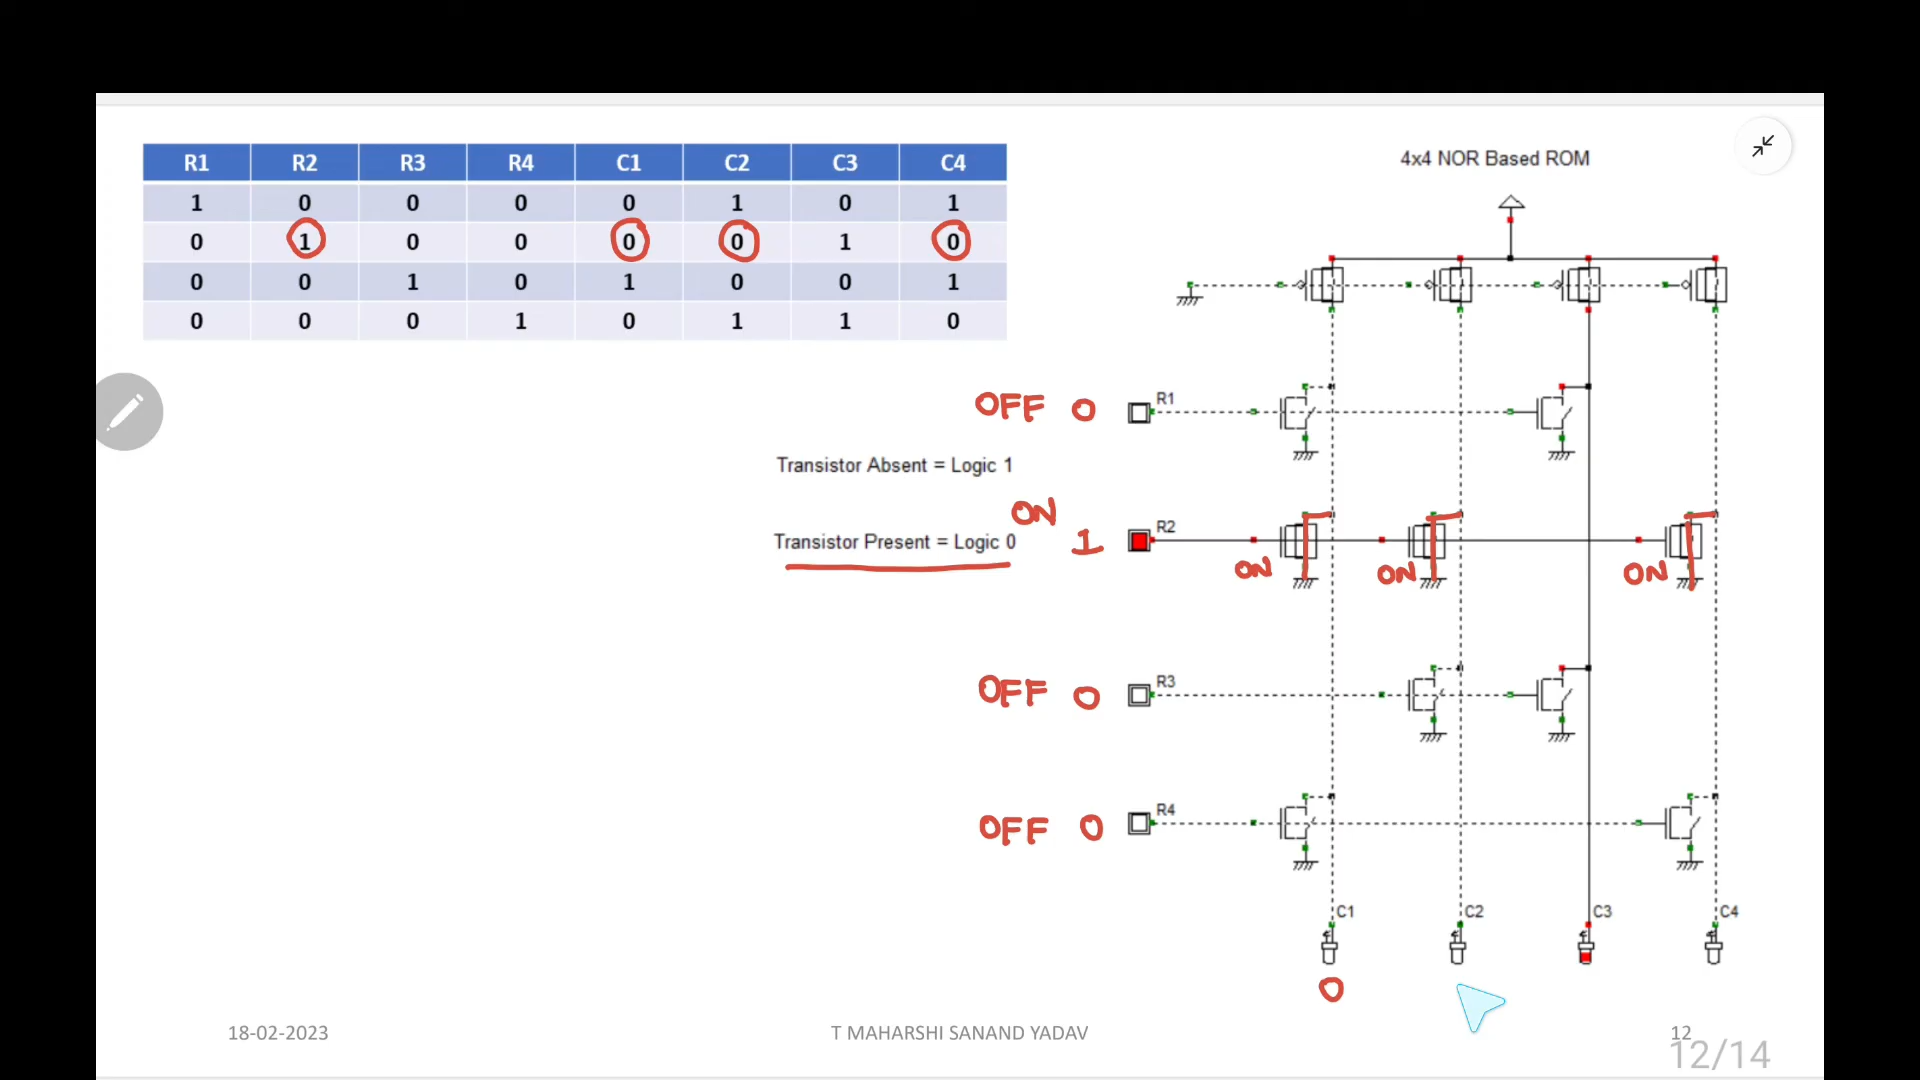 R1 R2 R3 R4 C1 C2 C3 C4
1 0 0 0 0 1 0 1
0 1 0 0 0 0 1 0
0 0 1 0 1 0 0 1
0 0 0 1 0 1 1 0
4x4 NOR Based ROM
OFF 0 R1
Transistor Absent = Logic 1
ON
Transistor Present = Logic 0
1 R2
ON ON ON
OFF 0 R3
OFF 0 R4
C1 C2 C3 C4
0
18-02-2023 T MAHARSHI SANAND YADAV 12
12/14